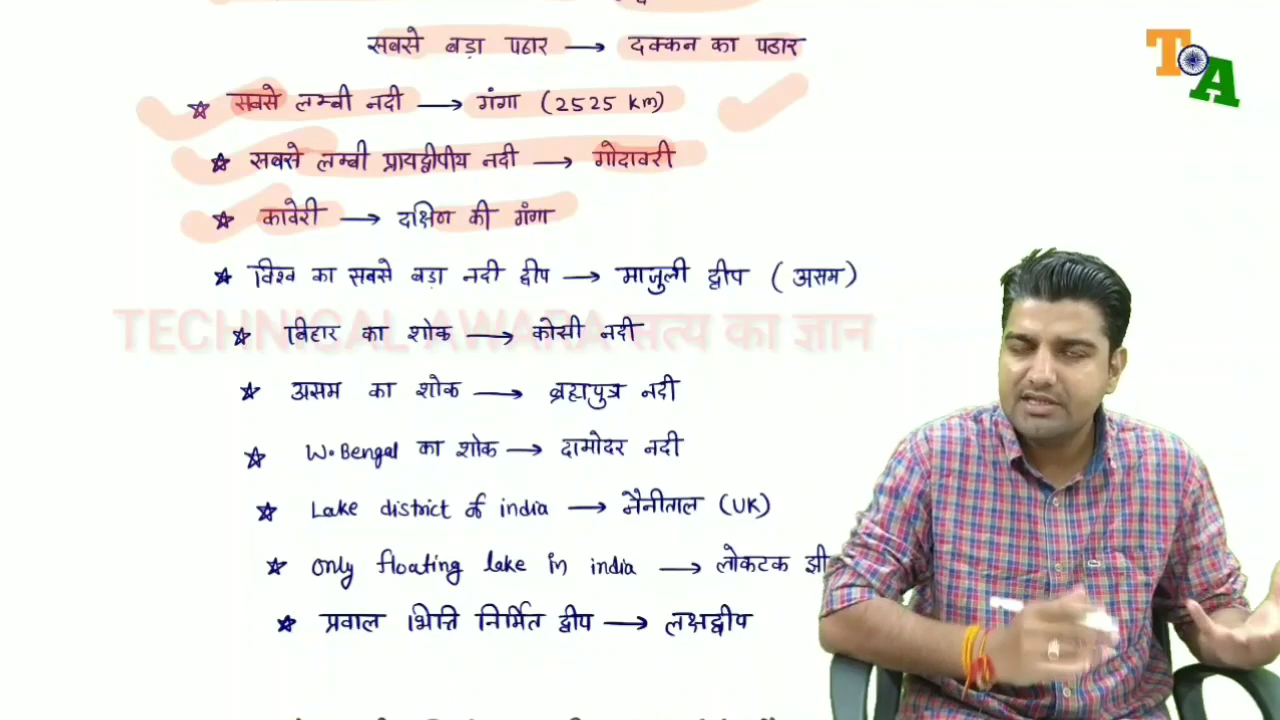 सबसे बड़ा पठार → दक्कन का पठार
TOA
☆ सबसे लम्बी नदी → गंगा (2525 km)
☆ सबसे लम्बी प्रायद्वीपीय नदी → गोदावरी
☆ कावेरी → दक्षिण की गंगा
☆ विश्व का सबसे बड़ा नदी द्वीप → माजुली द्वीप (असम)
TECHNICAL AWARA सत्य का ज्ञान
☆ बिहार का शोक → कोसी नदी
☆ असम का शोक → ब्रह्मपुत्र नदी
☆ W.Bengal का शोक → दामोदर नदी
☆ Lake district of india → नैनीताल (UK)
☆ only floating lake in india → लोकटक झी
☆ प्रवाल भित्ति निर्मित द्वीप → लक्षद्वीप